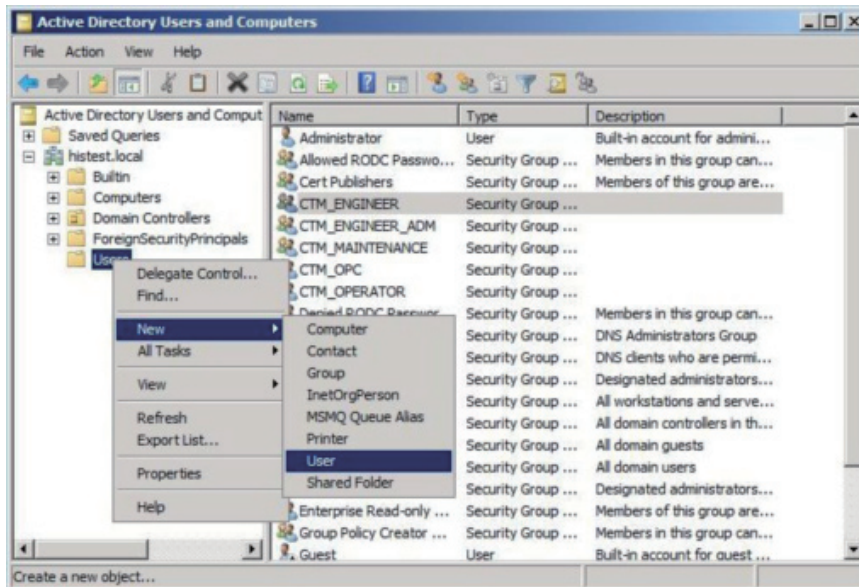 Active Directory Users and Computers
File Action View Help
Active Directory Users and Comput
Saved Queries
histest.local
Builtin
Computers
Domain Controllers
ForeignSecurityPrincipals
Users
Name Type Description
Administrator User Built-in account for admini...
Allowed RODC Passwo... Security Group ... Members in this group can...
Cert Publishers Security Group ... Members of this group are...
CTM_ENGINEER Security Group ...
CTM_ENGINEER_ADM Security Group ...
CTM_MAINTENANCE Security Group ...
CTM_OPC Security Group ...
CTM_OPERATOR Security Group ...
Denied RODC Passwor... Security Group ... Members in this group can...
Security Group ... DNS Administrators Group
Security Group ... DNS clients who are permi...
Security Group ... Designated administrators...
Security Group ... All workstations and serve...
Security Group ... All domain controllers in th...
Security Group ... All domain guests
Security Group ... All domain users
Security Group ... Designated administrators...
Enterprise Read-only ... Security Group ... Members of this group are...
Group Policy Creator ... Security Group ... Members in this group can...
Guest User Built-in account for guest ...
Delegate Control...
Find...
New
All Tasks
View
Refresh
Export List...
Properties
Help
Computer
Contact
Group
InetOrgPerson
MSMQ Queue Alias
Printer
User
Shared Folder
Create a new object...